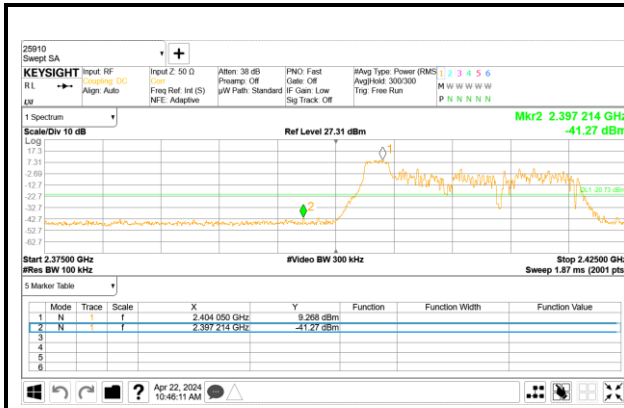 25910
Swept SA
KEYSIGHT Input: RF Input Z: 50 Ω Atten: 38 dB PNO: Fast #Avg Type: Power (RMS 1 2 3 4 5 6
RL Coupling: DC Corr Preamp: Off Gate: Off Avg|Hold: 300/300 M W W W W W
Align: Auto Freq Ref: Int (S) µW Path: Standard IF Gain: Low Trig: Free Run
NFE: Adaptive Sig Track: Off P N N N N N
1 Spectrum Mkr2 2.397 214 GHz
Scale/Div 10 dB Ref Level 27.31 dBm -41.27 dBm
Log
17.3
7.31
-2.69
-12.7
-22.7
-32.7
-42.7
-52.7
-62.7
1
2
DL1 -20.73 dBm
Start 2.37500 GHz #Video BW 300 kHz Stop 2.42500 GHz
#Res BW 100 kHz Sweep 1.87 ms (2001 pts
5 Marker Table
Mode Trace Scale X Y Function Function Width Function Value
1 N 1 f 2.404 050 GHz 9.268 dBm
2 N 1 f 2.397 214 GHz -41.27 dBm
3
4
5
6
? Apr 22, 2024
10:46:11 AM